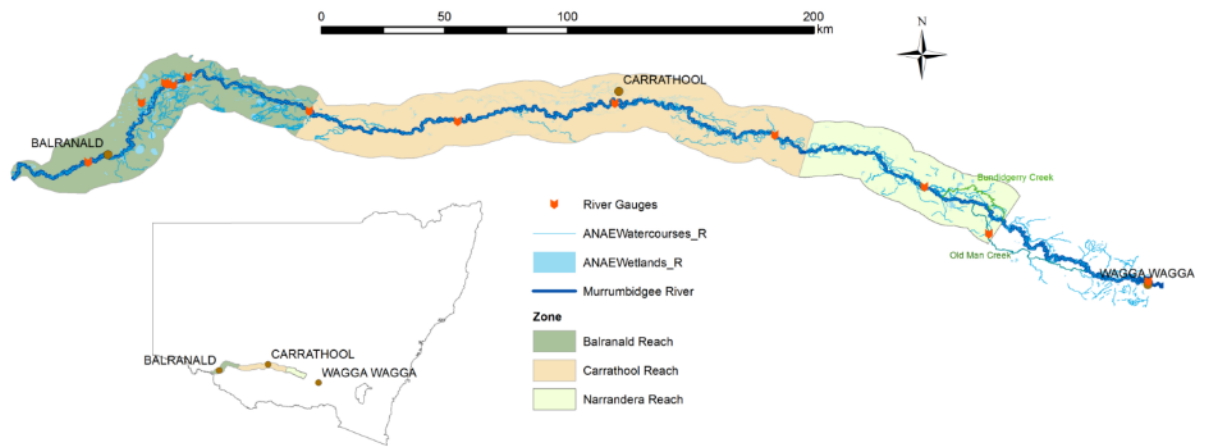 0
100
200
km
N
CARRATHOOL
BALRANALD
Bundidgerry Creek
Old Man Creek
WAGGA WAGGA
River Gauges
ANAEWatercourses_R
ANAEWetlands_R
Murrumbidgee River
Zone
Balranald Reach
Carrathool Reach
Narrandera Reach
BALRANALD
CARRATHOOL
WAGGA WAGGA